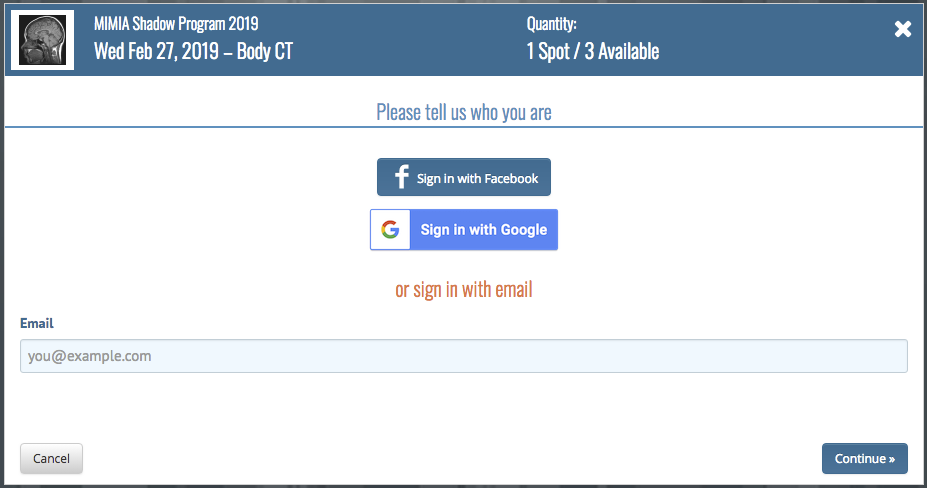 MIMIA Shadow Program 2019
Wed Feb 27, 2019 – Body CT
Quantity:
1 Spot / 3 Available
Please tell us who you are
Sign in with Facebook
Sign in with Google
or sign in with email
Email
you@example.com
Cancel
Continue »